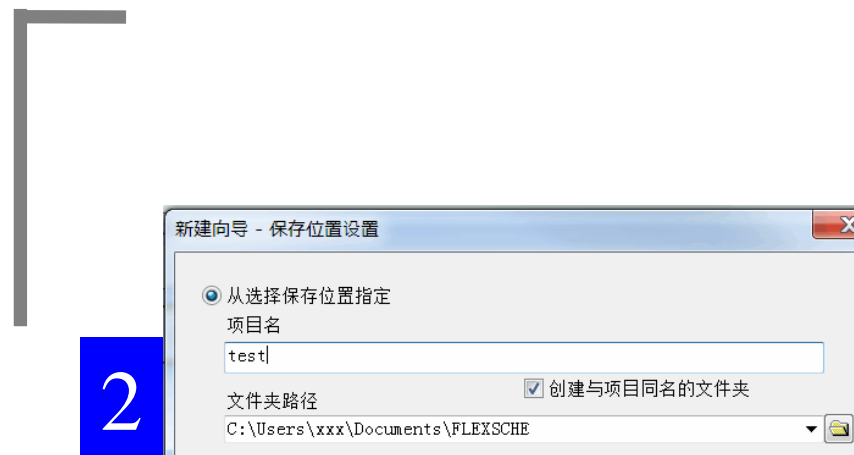 新建向导 - 保存位置设置
从选择保存位置指定
项目名
test
创建与项目同名的文件夹
文件夹路径
C:\Users\xxx\Documents\FLEXSCHE
2